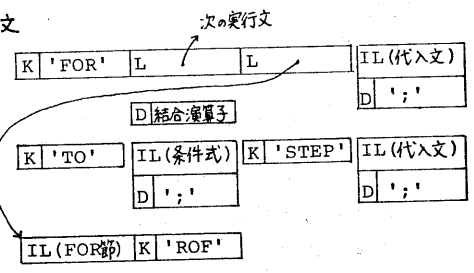 文
次の実行文
K 'FOR' L L IL(代入文)
D ';'
D 結合演算子
K 'TO' IL(条件式) K 'STEP' IL(代入文)
D ';' D ';'
IL(FOR節) K 'ROF'